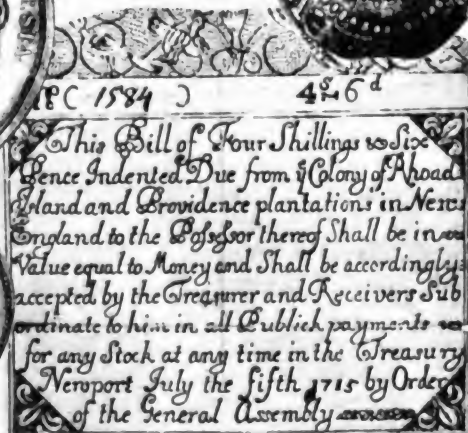 ( 1584 ) 4s 6d
This Bill of Four Shillings & Six
Pence Indented Due from ye Colony of Rhoad
Island and Providence plantations in New
England to the Possessor thereof Shall be in
Value equal to Money and Shall be accordingly
accepted by the Treasurer and Receivers Sub
ordinate to him in all Publick payments
for any Stock at any time in the Treasury
Newport July the fifth 1715 by Order
of the General Assembly